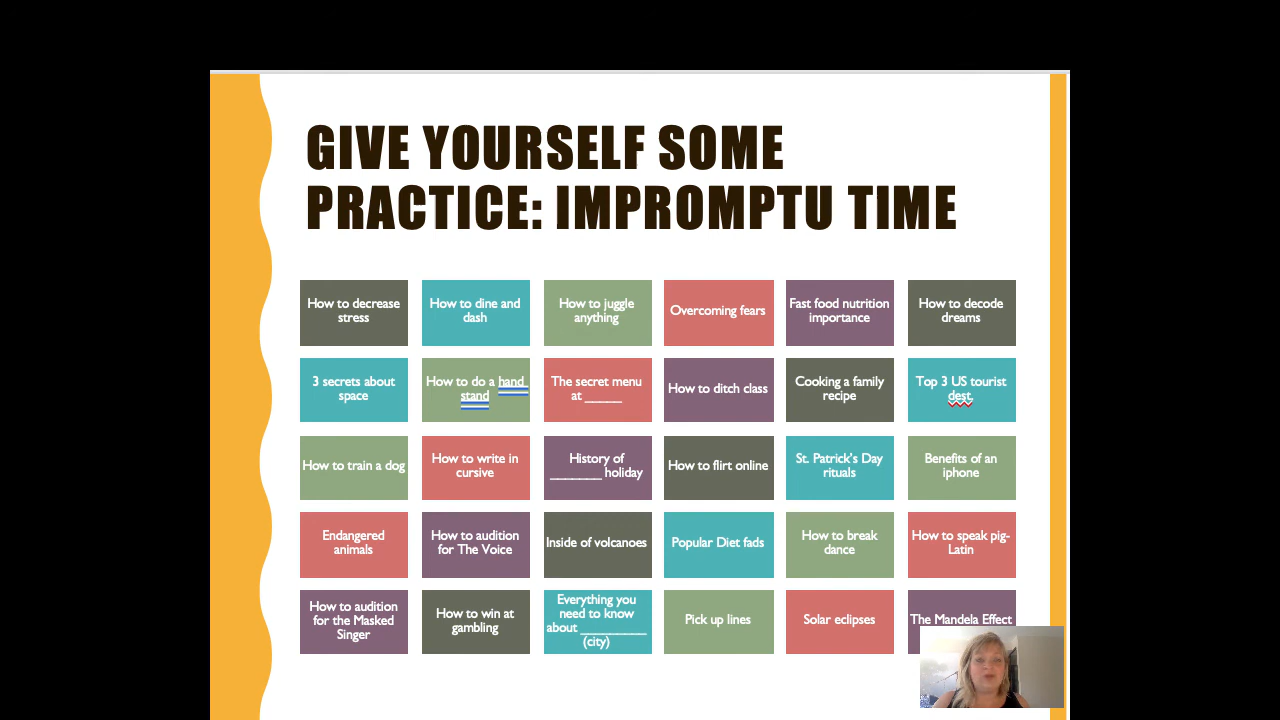 GIVE YOURSELF SOME
PRACTICE: IMPROMPTU TIME
How to decrease
stress
How to dine and
dash
How to juggle
anything
Overcoming fears
Fast food nutrition
importance
How to decode
dreams
3 secrets about
space
How to do a hand
stand
The secret menu
at ______
How to ditch class
Cooking a family
recipe
Top 3 US tourist
dest.
How to train a dog
How to write in
cursive
History of
________ holiday
How to flirt online
St. Patrick's Day
rituals
Benefits of an
iphone
Endangered
animals
How to audition
for The Voice
Inside of volcanoes
Popular Diet fads
How to break
dance
How to speak pig-
Latin
How to audition
for the Masked
Singer
How to win at
gambling
Everything you
need to know
about __________
(city)
Pick up lines
Solar eclipses
The Mandela Effect